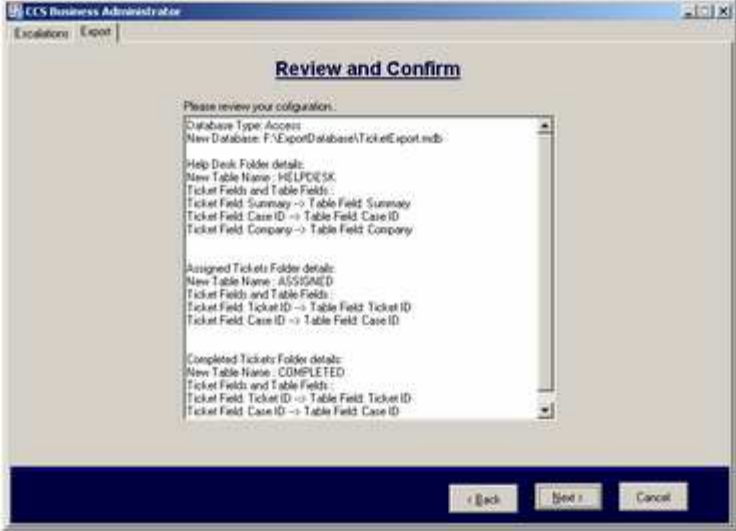 CCS Business Administrator
Escalations Export
Review and Confirm
Please review your cofiguration..
Database Type: Access
New Database: F:\ExportDatabase\TicketExport.mdb
Help Desk Folder details:
New Table Name : HELPDESK
Ticket Fields and Table Fields :
Ticket Field: Summary --> Table Field: Summary
Ticket Field: Case ID --> Table Field: Case ID
Ticket Field: Company --> Table Field: Company
Assigned Tickets Folder details:
New Table Name : ASSIGNED
Ticket Fields and Table Fields :
Ticket Field: Ticket ID --> Table Field: Ticket ID
Ticket Field: Case ID --> Table Field: Case ID
Completed Tickets Folder details:
New Table Name : COMPLETED
Ticket Fields and Table Fields :
Ticket Field: Ticket ID --> Table Field: Ticket ID
Ticket Field: Case ID --> Table Field: Case ID
< Back Next > Cancel